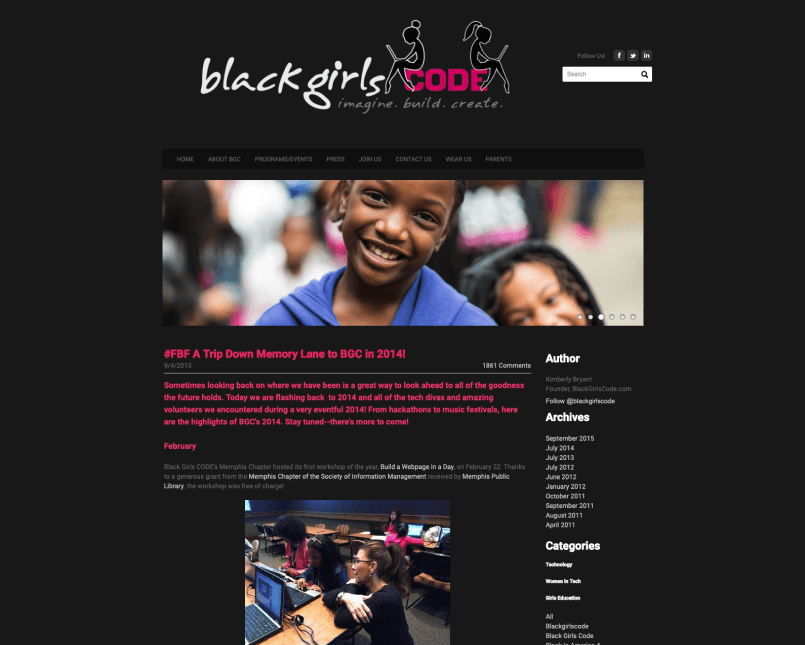 black girls CODE
imagine. build. create.
Follow Us!
Search
HOME ABOUT BGC PROGRAMS/EVENTS PRESS JOIN US CONTACT US WEAR US PARENTS
#FBF A Trip Down Memory Lane to BGC in 2014!
9/4/2015 1861 Comments
Sometimes looking back on where we have been is a great way to look ahead to all of the goodness
the future holds. Today we are flashing back to 2014 and all of the tech divas and amazing
volunteers we encountered during a very eventful 2014! From hackathons to music festivals, here
are the highlights of BGC's 2014. Stay tuned--there's more to come!
February
Black Girls CODE's Memphis Chapter hosted its first workshop of the year, Build a Webpage in a Day, on February 22. Thanks
to a generous grant from the Memphis Chapter of the Society of Information Management received by Memphis Public
Library, the workshop was free of charge!
Author
Kimberly Bryant
Founder, BlackGirlsCode.com
Follow @blackgirlscode
Archives
September 2015
July 2014
July 2013
July 2012
June 2012
January 2012
October 2011
September 2011
August 2011
April 2011
Categories
Technology
Women In Tech
Girls Education
All
Blackgirlscode
Black Girls Code